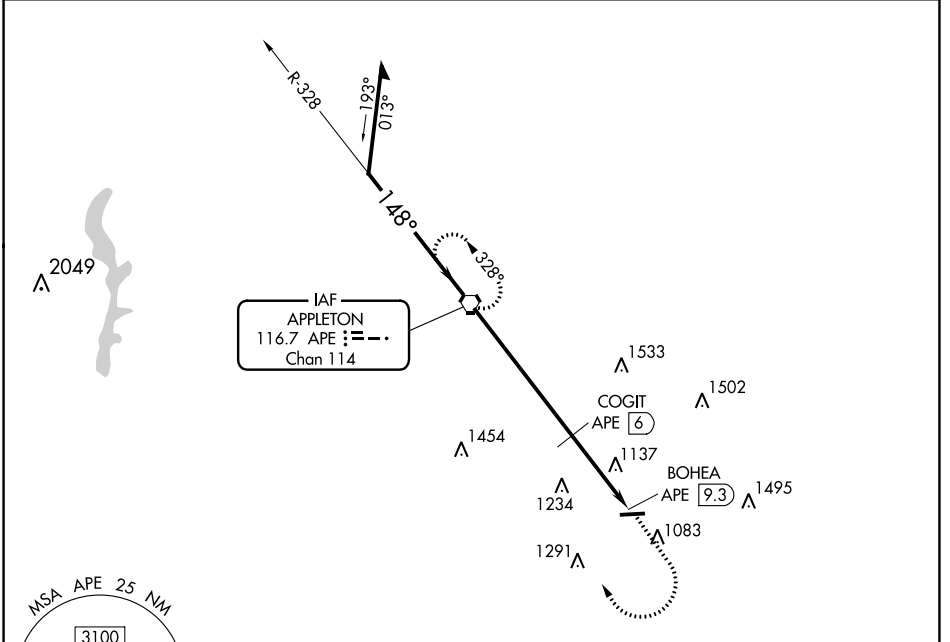 R-328
193°
013°
148°
328°
2049
IAF
APPLETON
116.7 APE
Chan 114
1533
1502
COGIT
APE 6
1454
1137
BOHEA
APE 9.3
1495
1234
1083
1291
MSA APE 25 NM
3100